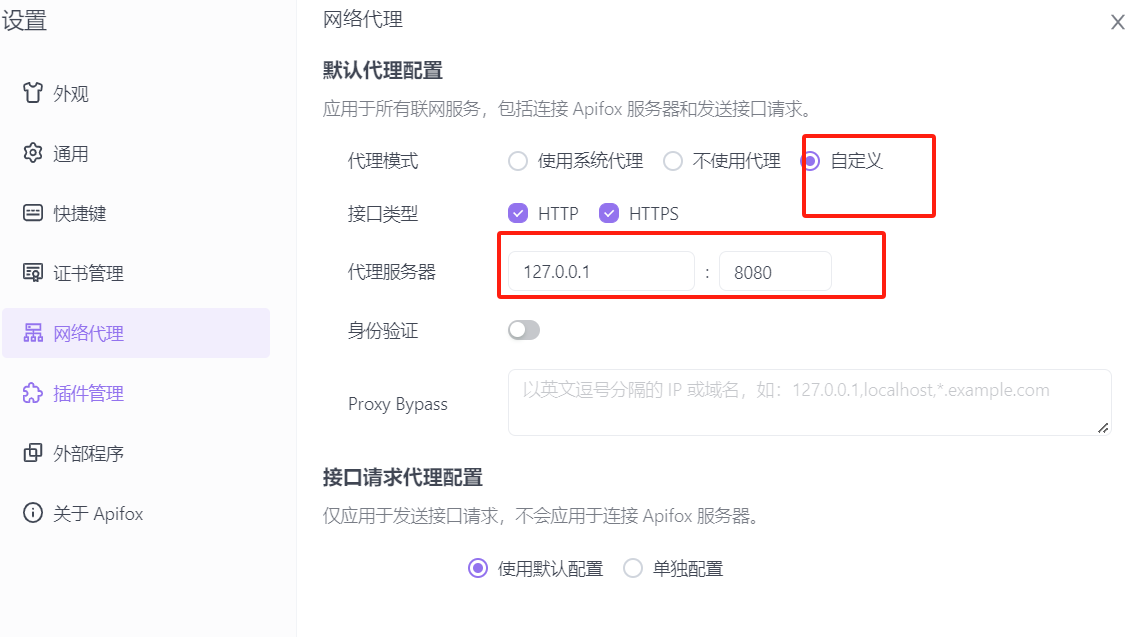 设置
外观
通用
快捷键
证书管理
网络代理
插件管理
外部程序
关于 Apifox
网络代理
默认代理配置
应用于所有联网服务，包括连接 Apifox 服务器和发送接口请求。
代理模式 使用系统代理 不使用代理 自定义
接口类型 HTTP HTTPS
代理服务器 127.0.0.1 : 8080
身份验证
Proxy Bypass 以英文逗号分隔的 IP 或域名，如：127.0.0.1,localhost,*.example.com
接口请求代理配置
仅应用于发送接口请求，不会应用于连接 Apifox 服务器。
使用默认配置 单独配置